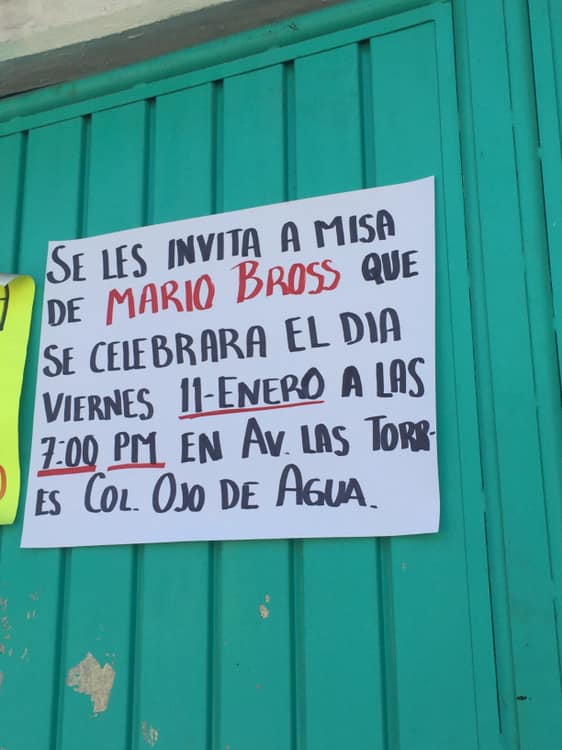 SE LES INVITA A MISA
DE MARIO BROSS QUE
SE CELEBRARA EL DIA
VIERNES 11-ENERO A LAS
7:00 PM EN AV. LAS TORR-
ES COL. OJO DE AGUA.